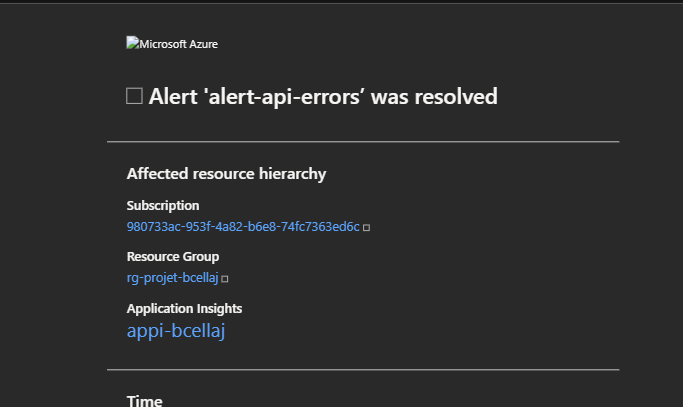 Microsoft Azure
Alert 'alert-api-errors’ was resolved
Affected resource hierarchy
Subscription
980733ac-953f-4a82-b6e8-74fc7363ed6c
Resource Group
rg-projet-bcellaj
Application Insights
appi-bcellaj
Time